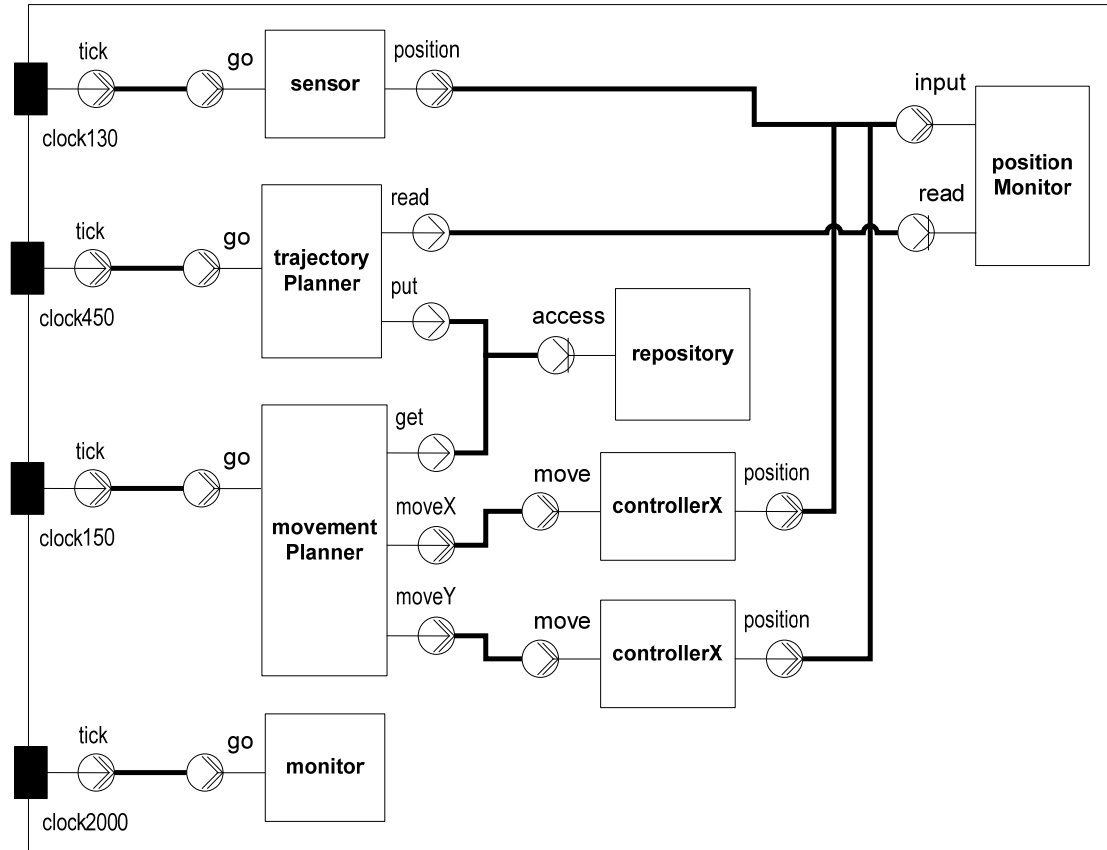 tick
go
sensor
position
clock130
input
position
Monitor
read
tick
go
trajectory
Planner
read
put
clock450
access
repository
tick
go
movement
Planner
get
moveX
moveY
clock150
move
controllerX
position
move
controllerX
position
tick
go
monitor
clock2000